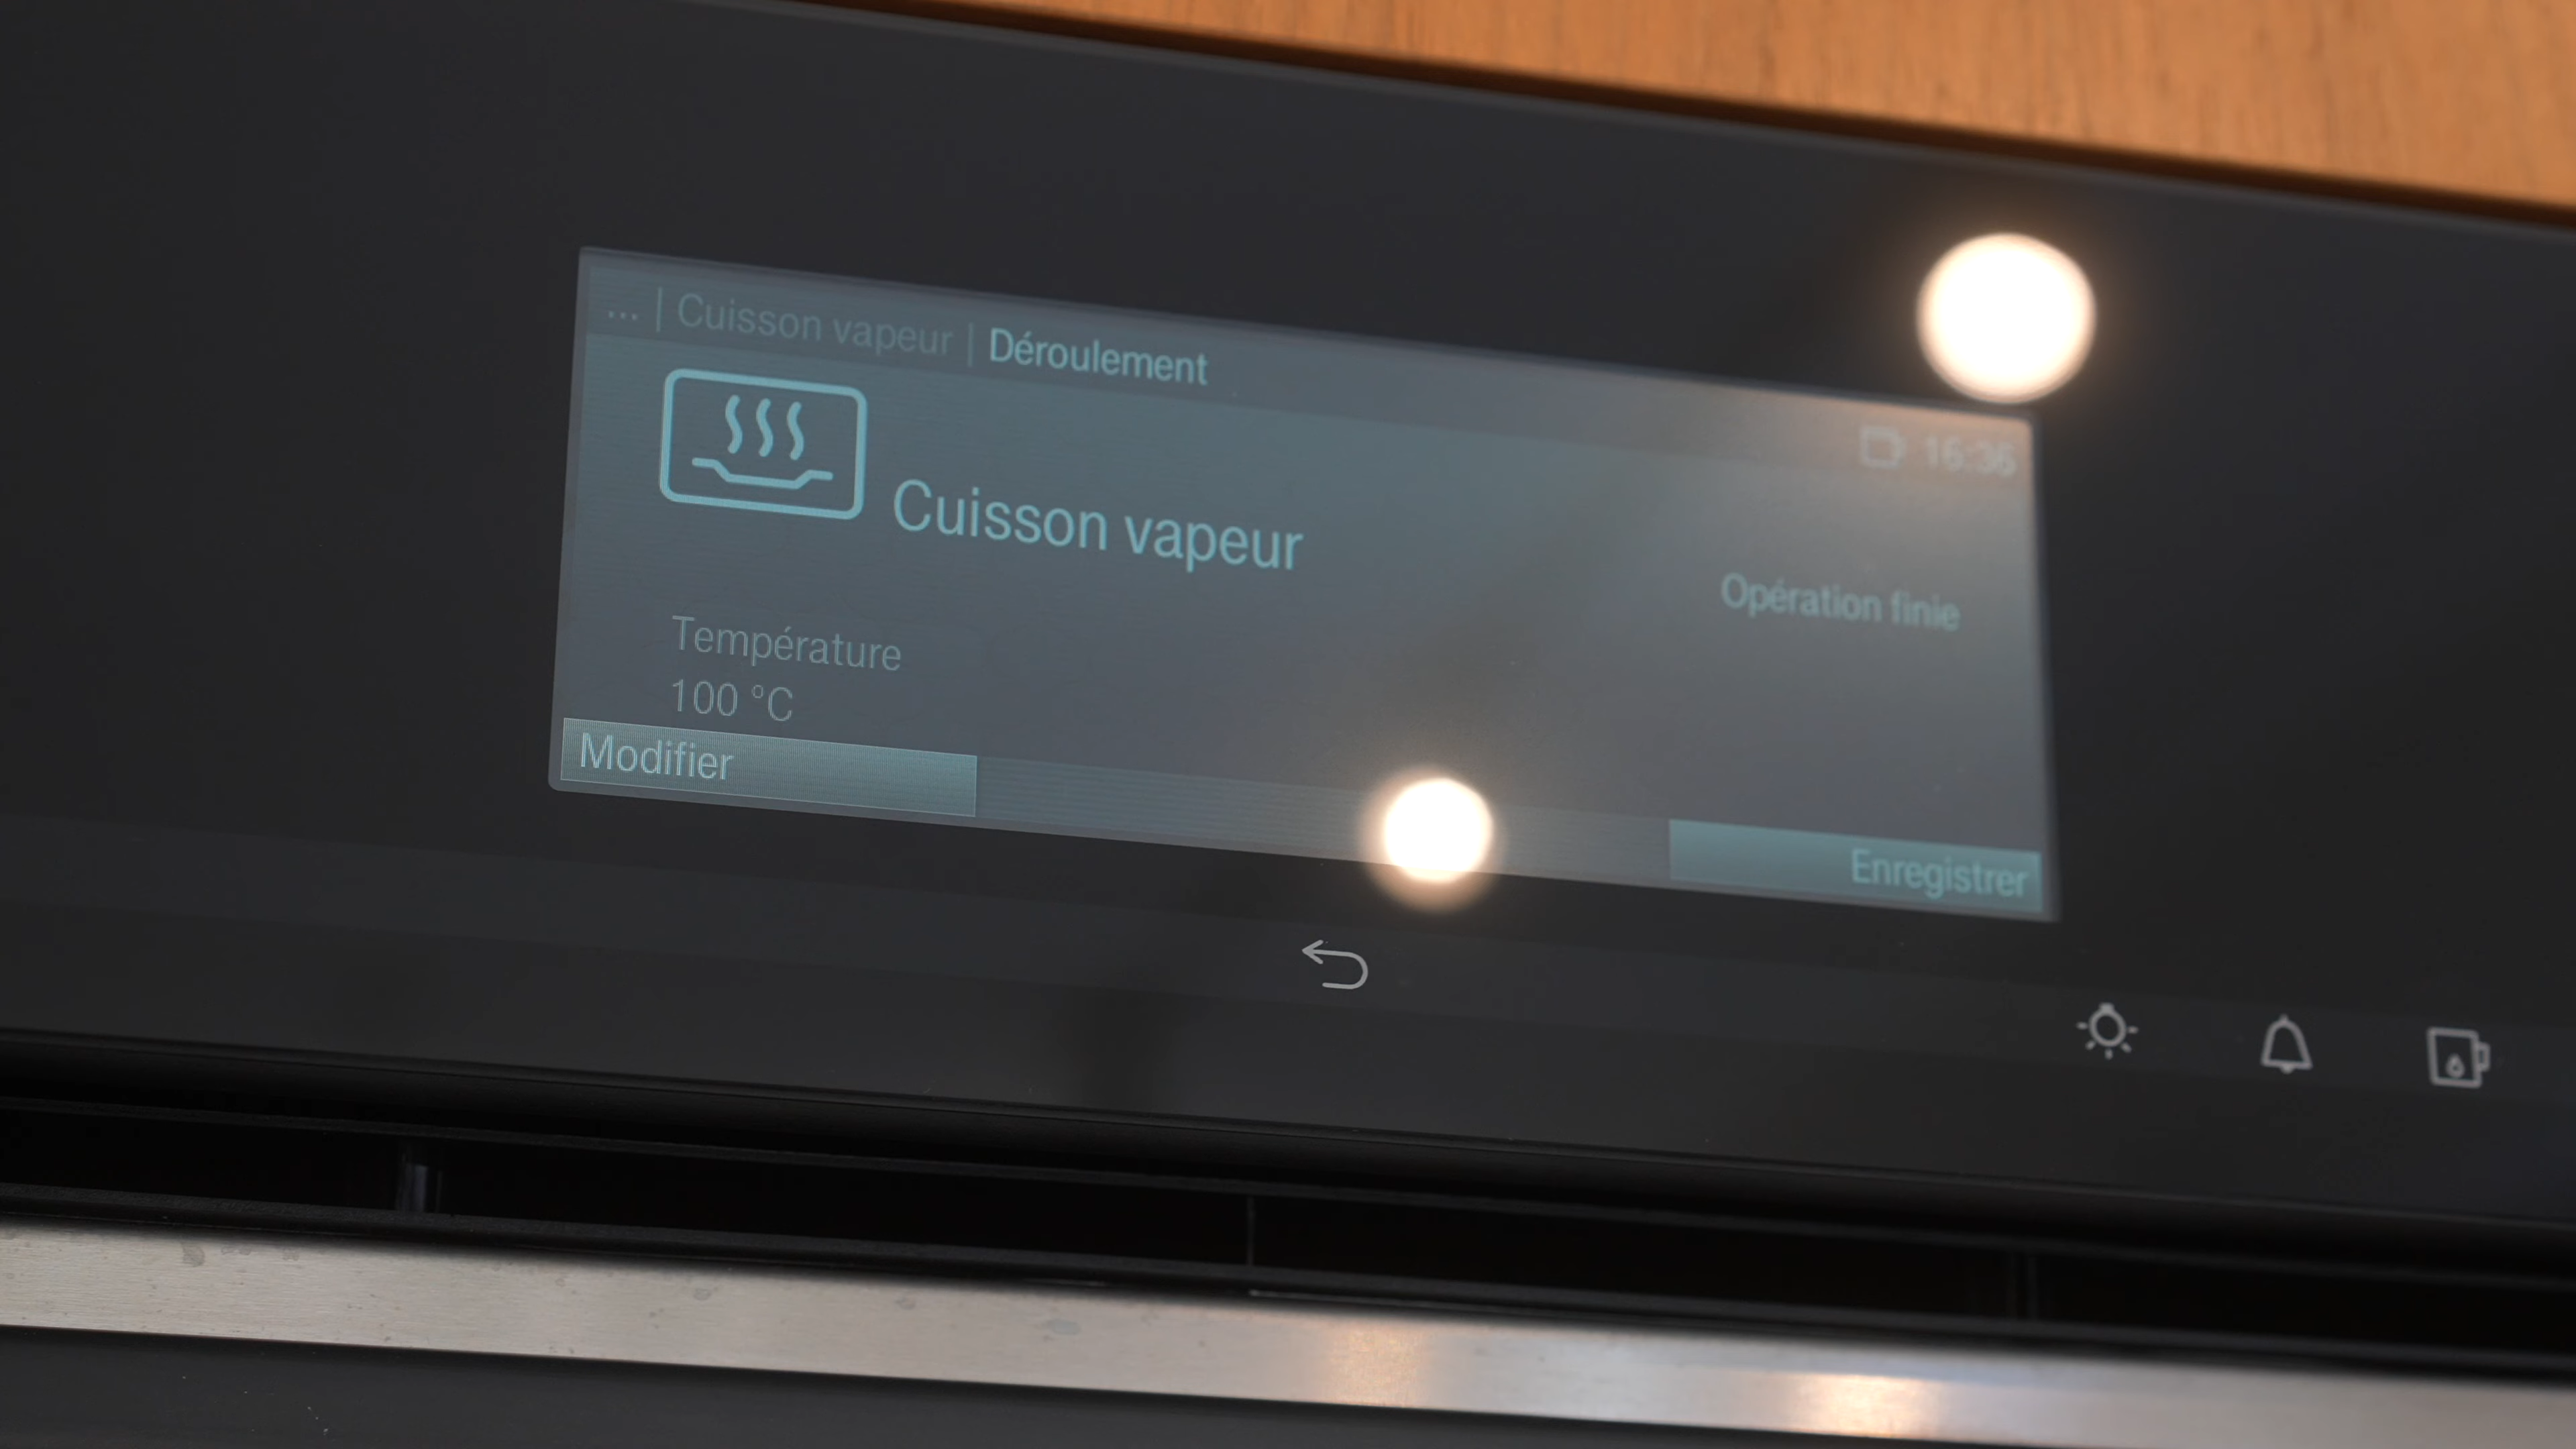 ... | Cuisson vapeur | Déroulement
16:36
Cuisson vapeur
Opération finie
Température
100 °C
Modifier
Enregistrer